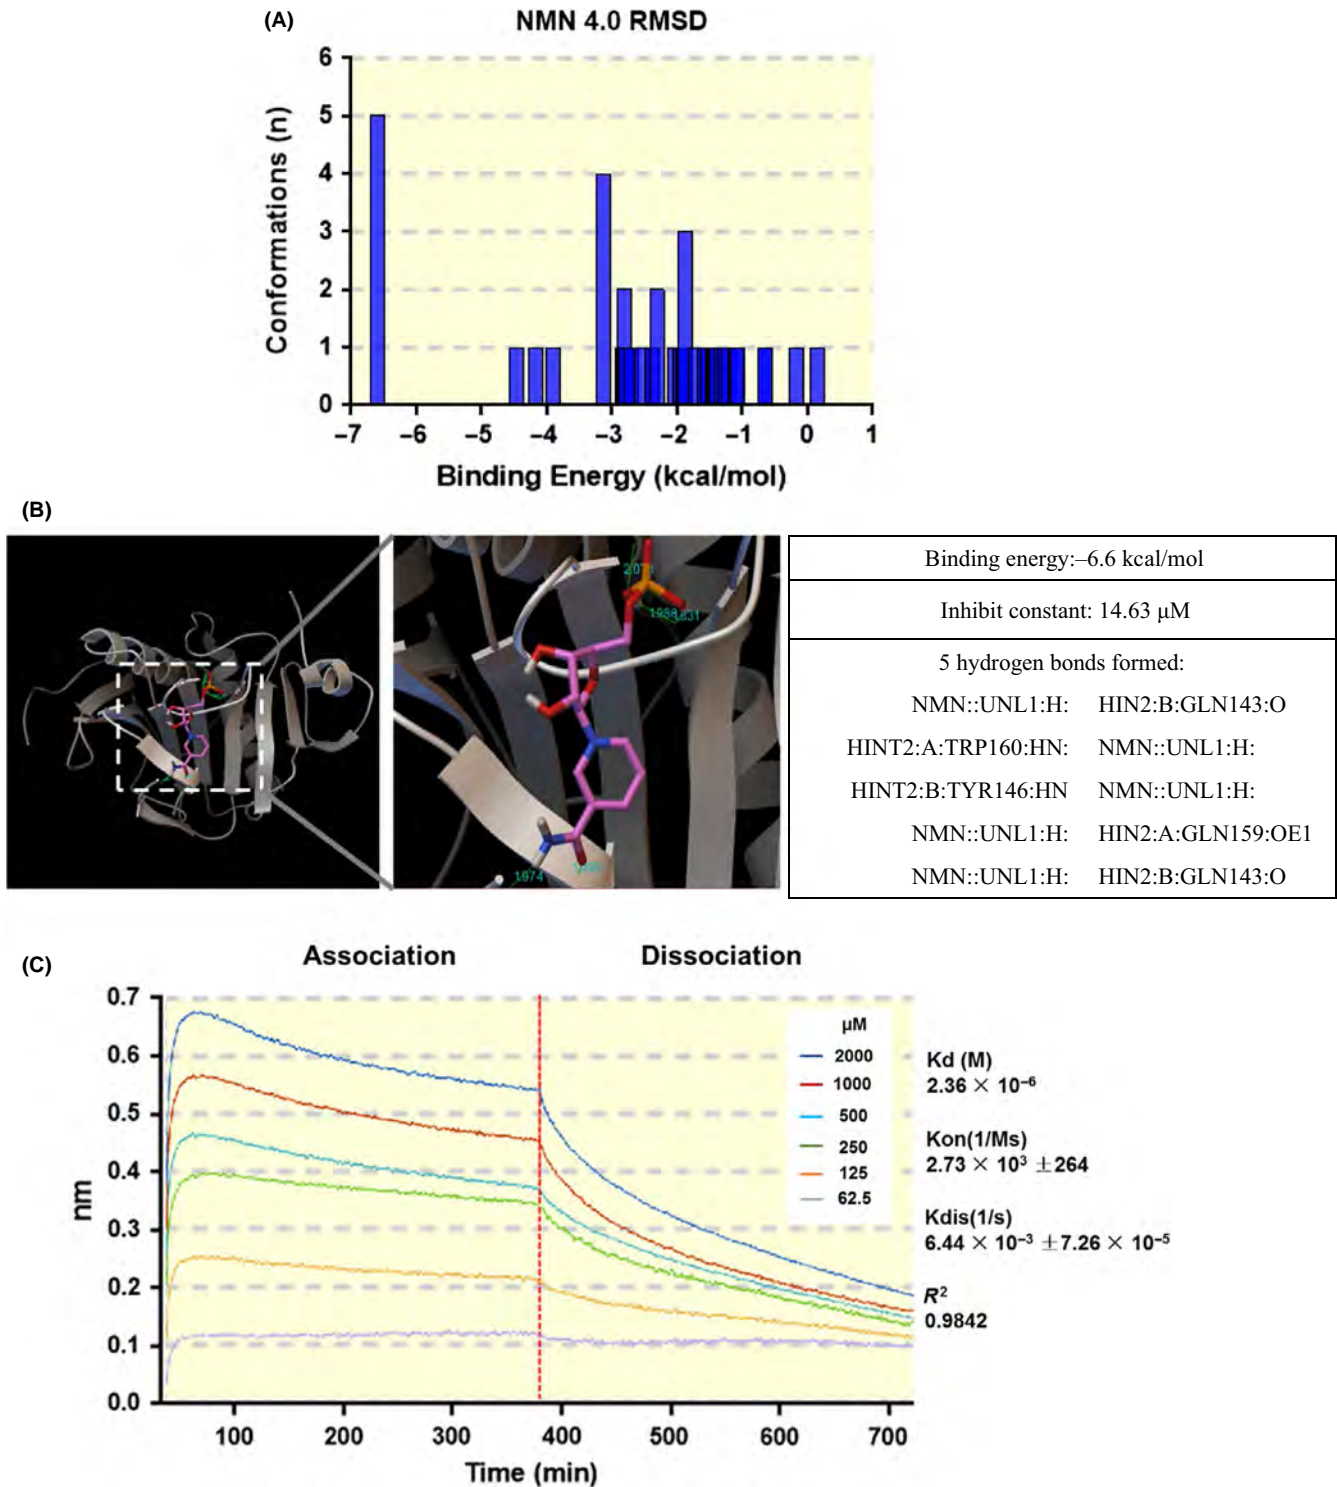 (A)
NMN 4.0 RMSD
Conformations (n)
6
5
4
3
2
1
0
–7 –6 –5 –4 –3 –2 –1 0 1
Binding Energy (kcal/mol)
(B)
2.071
1.974
Binding energy:–6.6 kcal/mol
Inhibit constant: 14.63 μM
5 hydrogen bonds formed:
NMN::UNL1:H: HIN2:B:GLN143:O
HINT2:A:TRP160:HN: NMN::UNL1:H:
HINT2:B:TYR146:HN NMN::UNL1:H:
NMN::UNL1:H: HIN2:A:GLN159:OE1
NMN::UNL1:H: HIN2:B:GLN143:O
(C)
Association Dissociation
nm
0.7
0.6
0.5
0.4
0.3
0.2
0.1
0.0
100 200 300 400 500 600 700
Time (min)
μM
2000
1000
500
250
125
62.5
Kd (M)
2.36 × 10⁻⁶
Kon(1/Ms)
2.73 × 10³ ±264
Kdis(1/s)
6.44 × 10⁻³ ±7.26 × 10⁻⁵
R²
0.9842